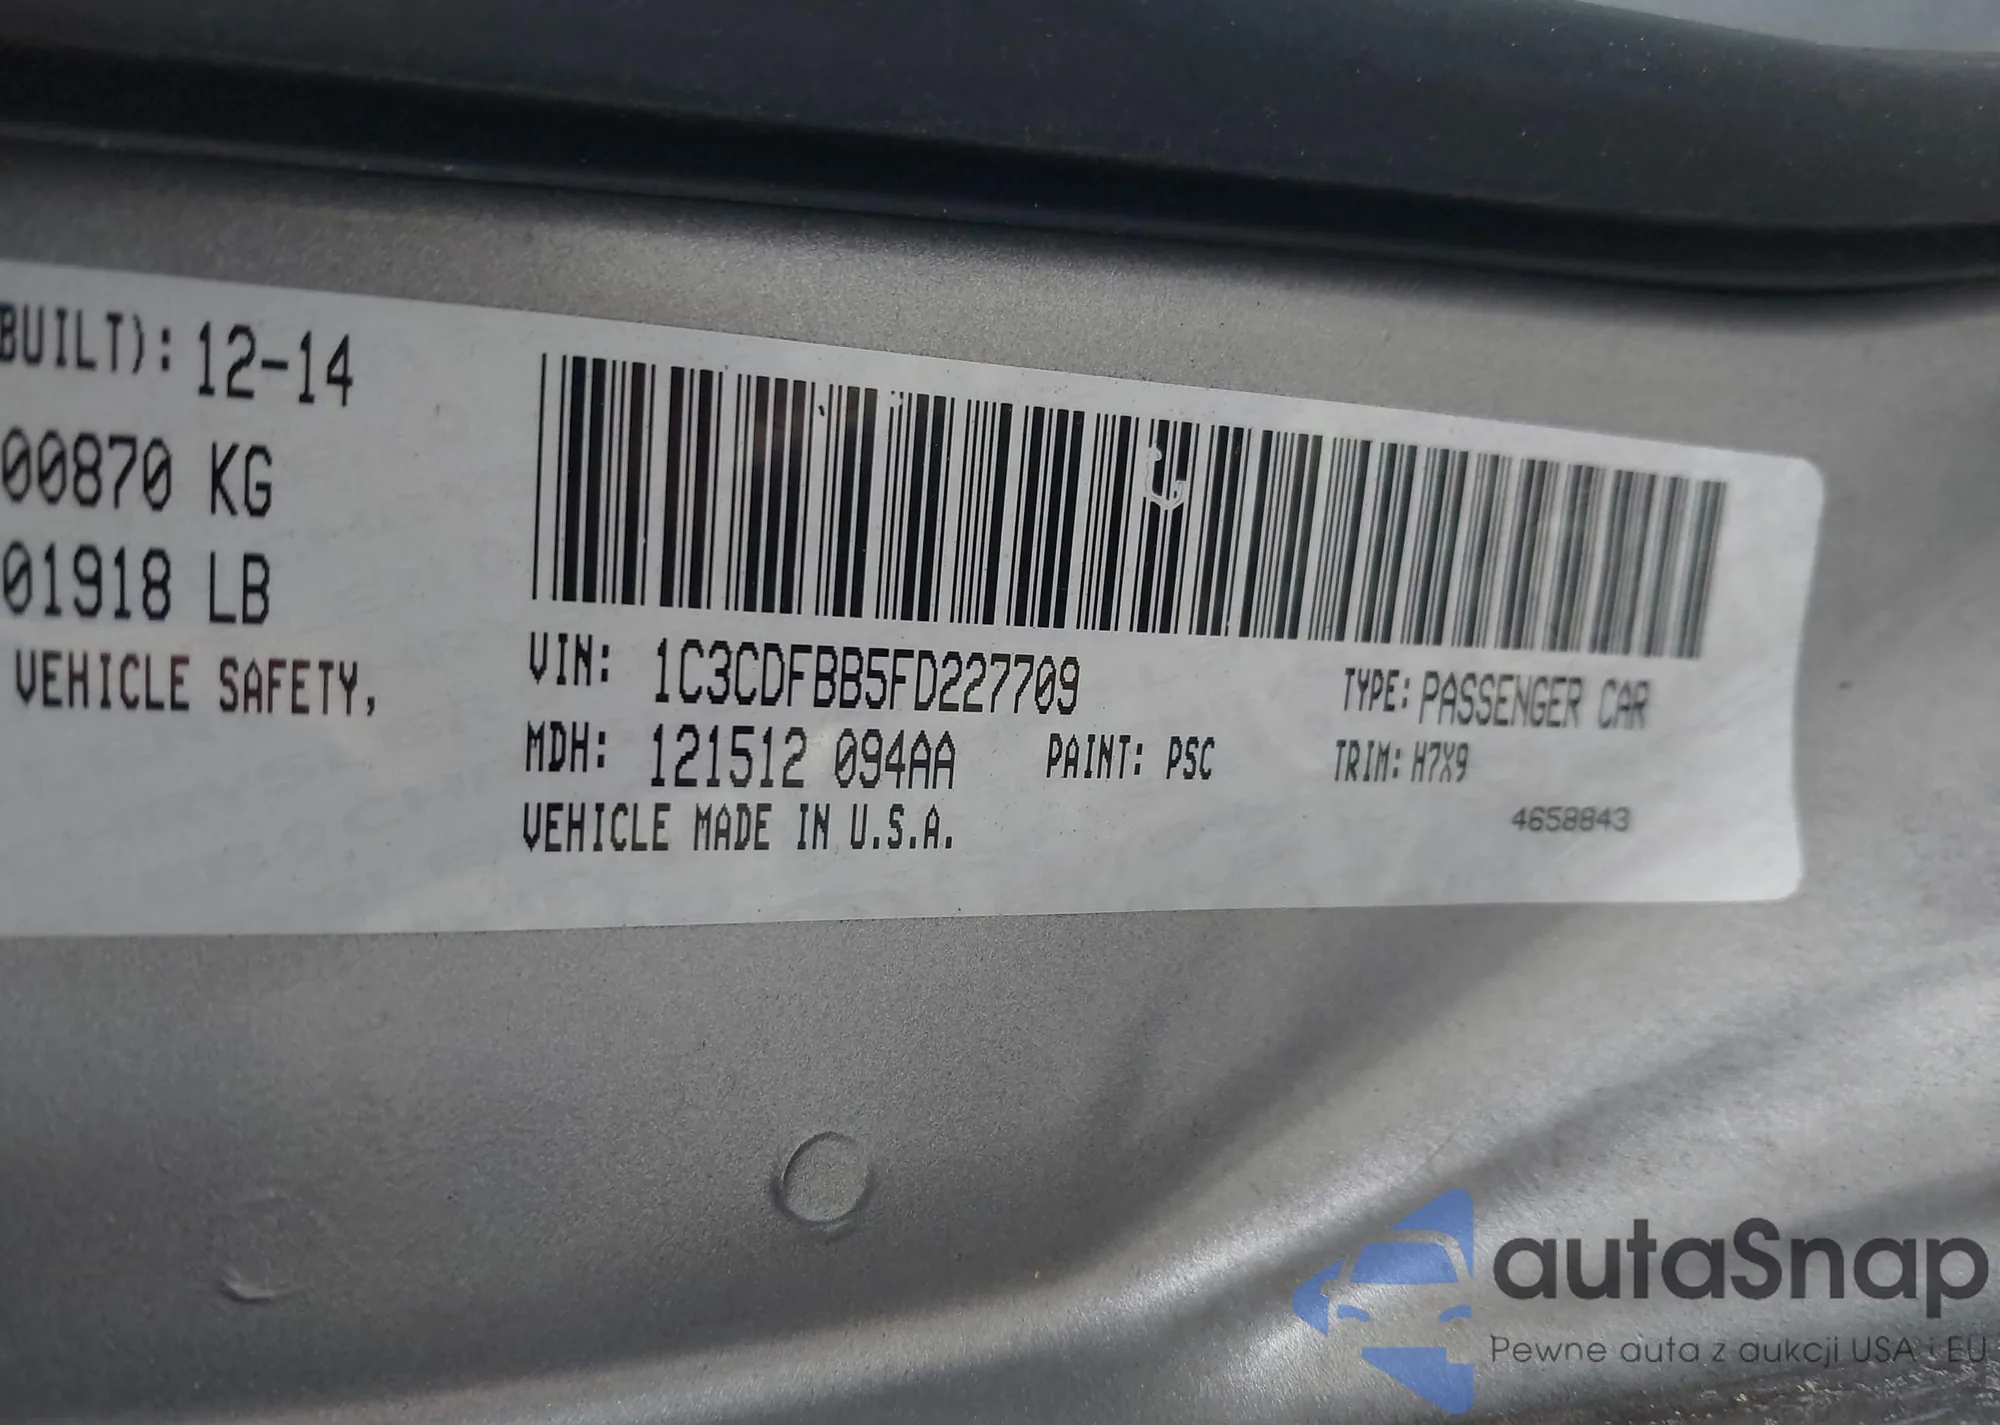 BUILT): 12-14
00870 KG
01918 LB
VEHICLE SAFETY,
VIN: 1C3CDFBB5FD227709
TYPE: PASSENGER CAR
MDH: 121512 094AA
PAINT: PSC
TRIM: H7X9
VEHICLE MADE IN U.S.A.
4658843
autaSnap
Pewne auta z aukcji USA i EU